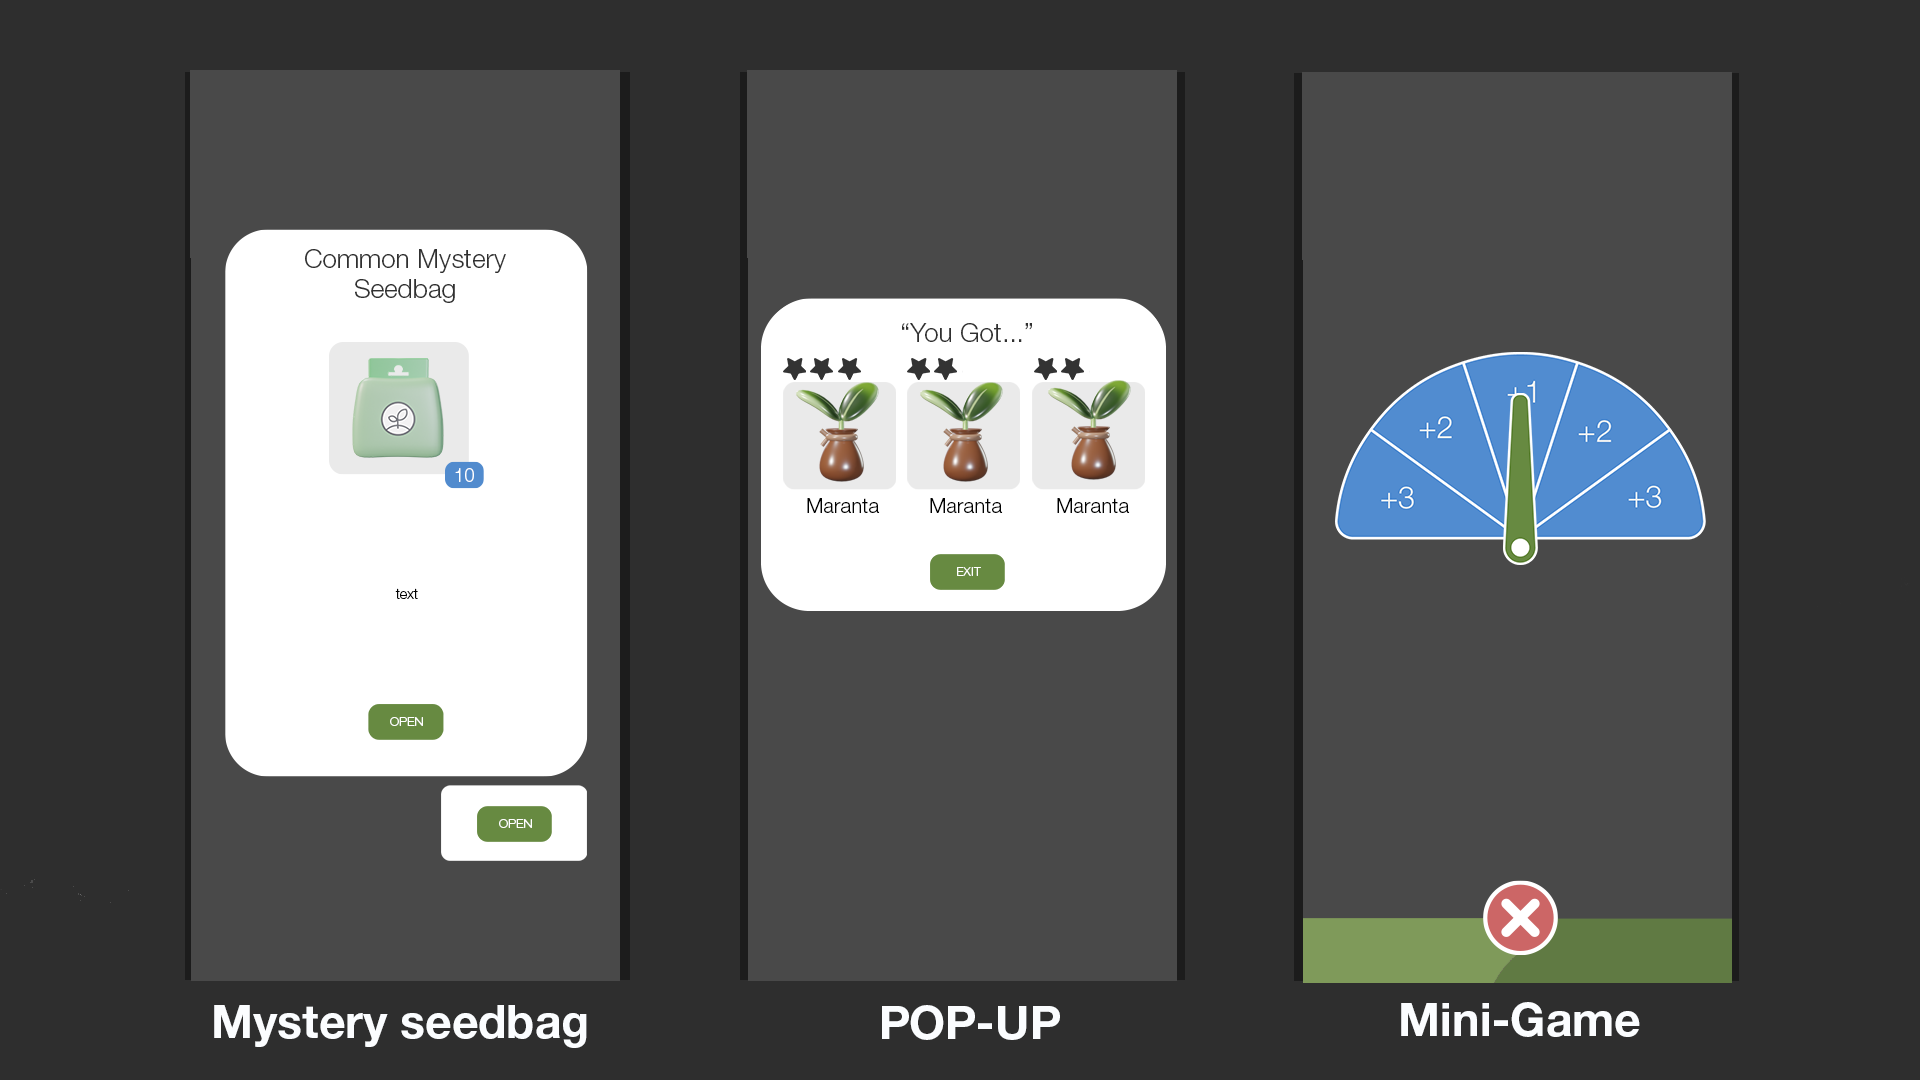 Common Mystery
Seedbag
10
text
OPEN
OPEN
Mystery seedbag
“You Got...”
Maranta
Maranta
Maranta
EXIT
POP-UP
+3
+2
+1
+2
+3
Mini-Game